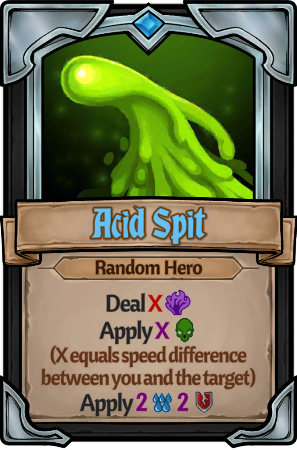 Acid Spit
Random Hero
Deal X
Apply X
(X equals speed difference
between you and the target)
Apply 2 2